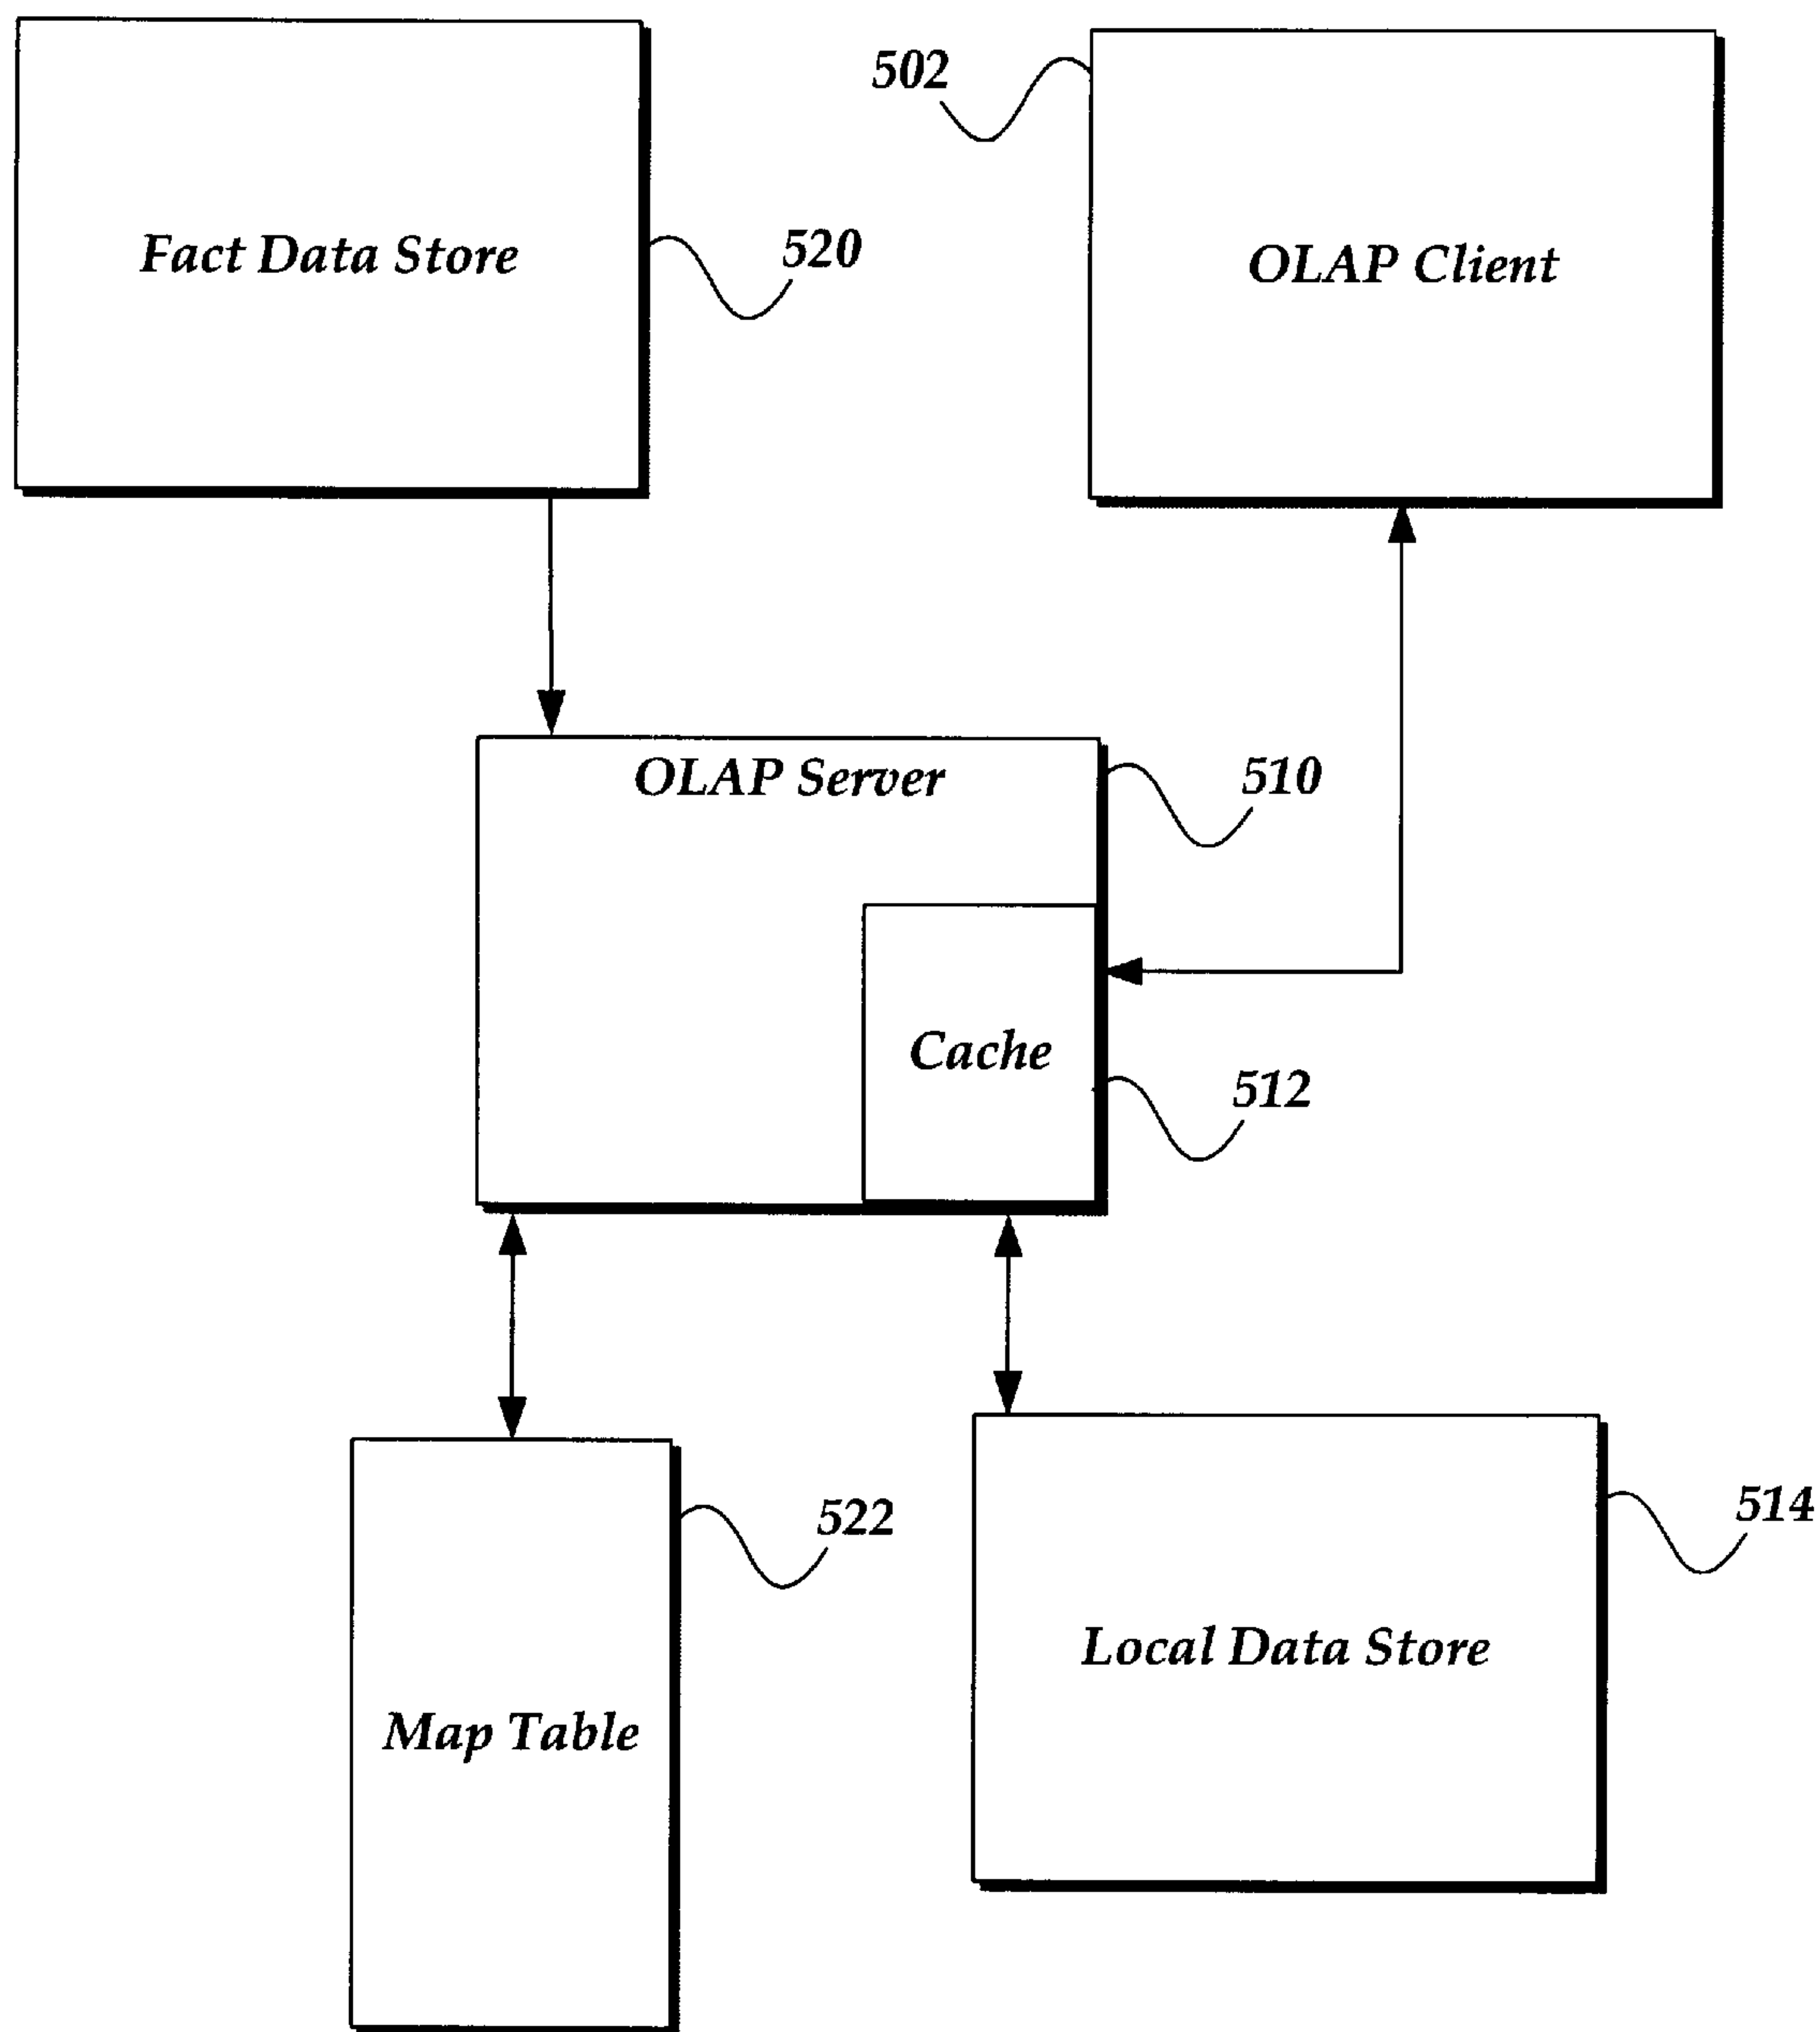 502
Fact Data Store
520
OLAP Client
OLAP Server
510
Cache
512
522
514
Local Data Store
Map Table